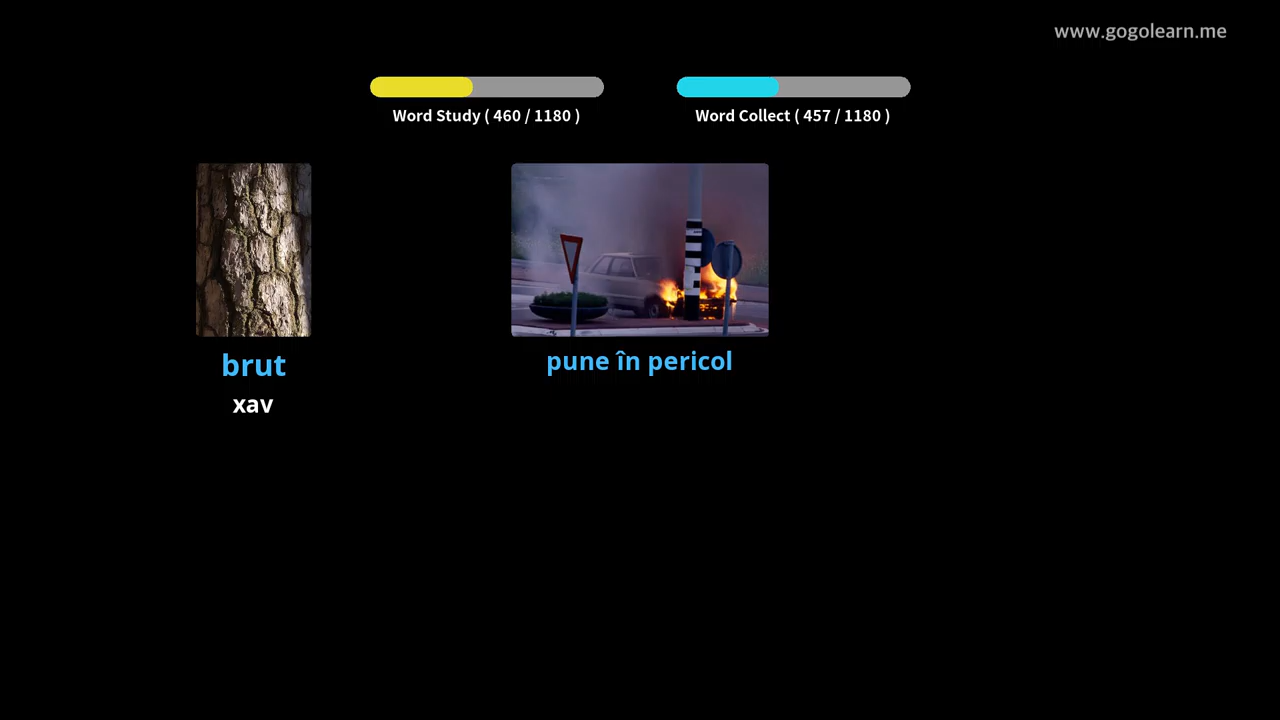 www.gogolearn.me
Word Study ( 460 / 1180 )
Word Collect ( 457 / 1180 )
brut
xav
pune în pericol